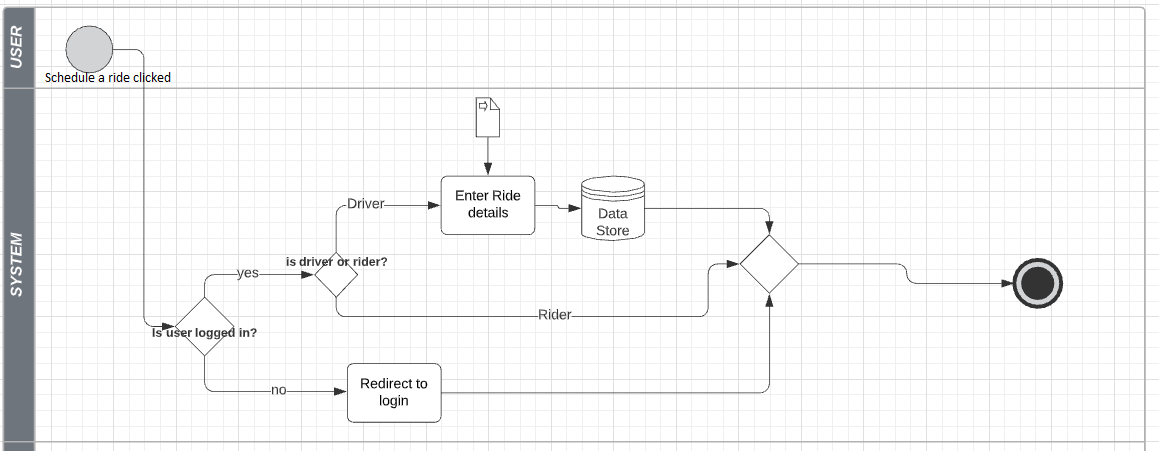 USER
Schedule a ride clicked
SYSTEM
Driver
Enter Ride
details
Data
Store
is driver or rider?
yes
Rider
Is user logged in?
no
Redirect to
login